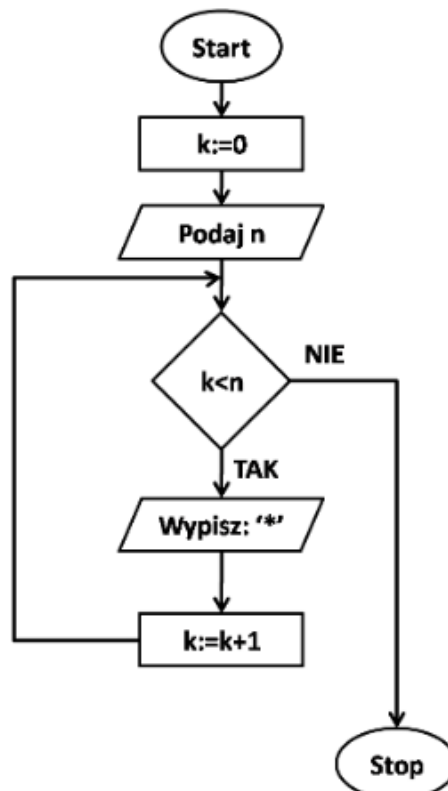 Start
k:=0
Podaj n
k<n
NIE
TAK
Wypisz: ‘*’
k:=k+1
Stop